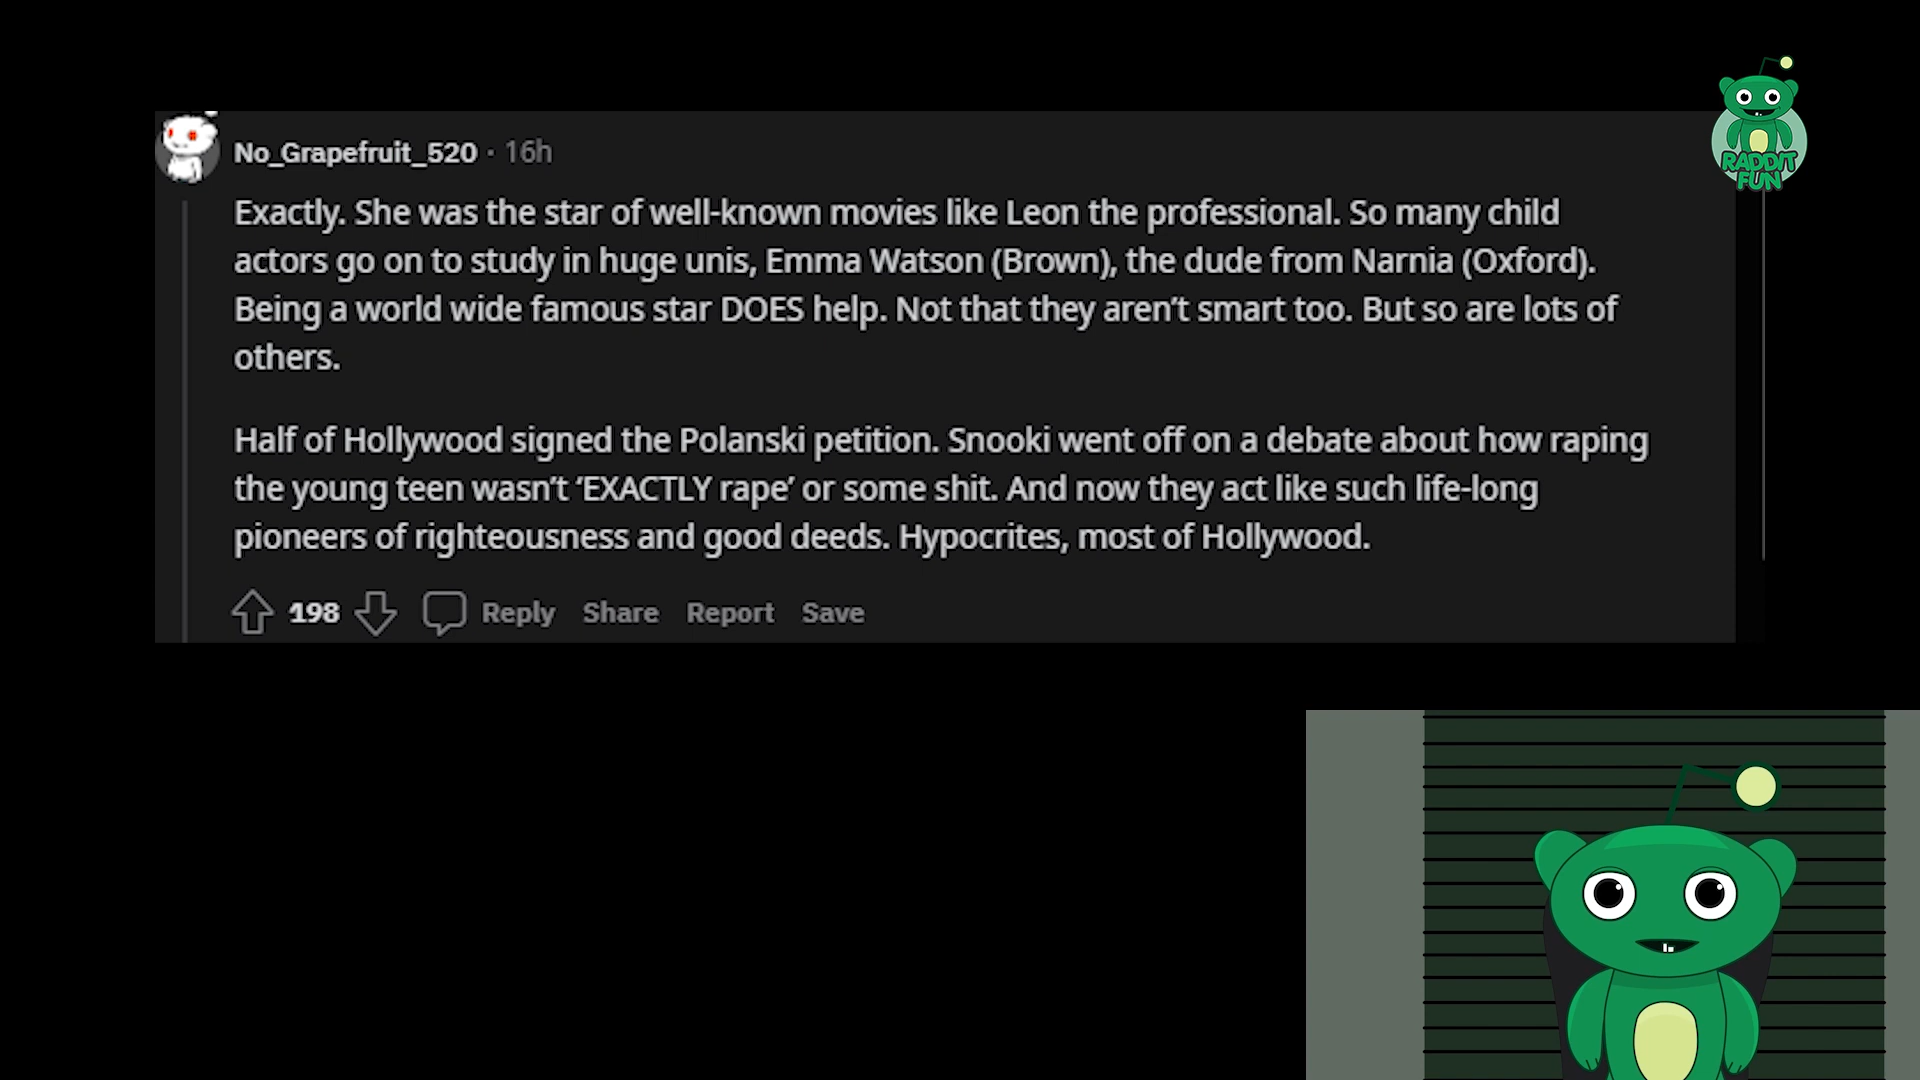 RADDIT
FUN
No_Grapefruit_520 · 16h
Exactly. She was the star of well-known movies like Leon the professional. So many child
actors go on to study in huge unis, Emma Watson (Brown), the dude from Narnia (Oxford).
Being a world wide famous star DOES help. Not that they aren’t smart too. But so are lots of
others.
Half of Hollywood signed the Polanski petition. Snooki went off on a debate about how raping
the young teen wasn’t ‘EXACTLY rape’ or some shit. And now they act like such life-long
pioneers of righteousness and good deeds. Hypocrites, most of Hollywood.
198 Reply Share Report Save